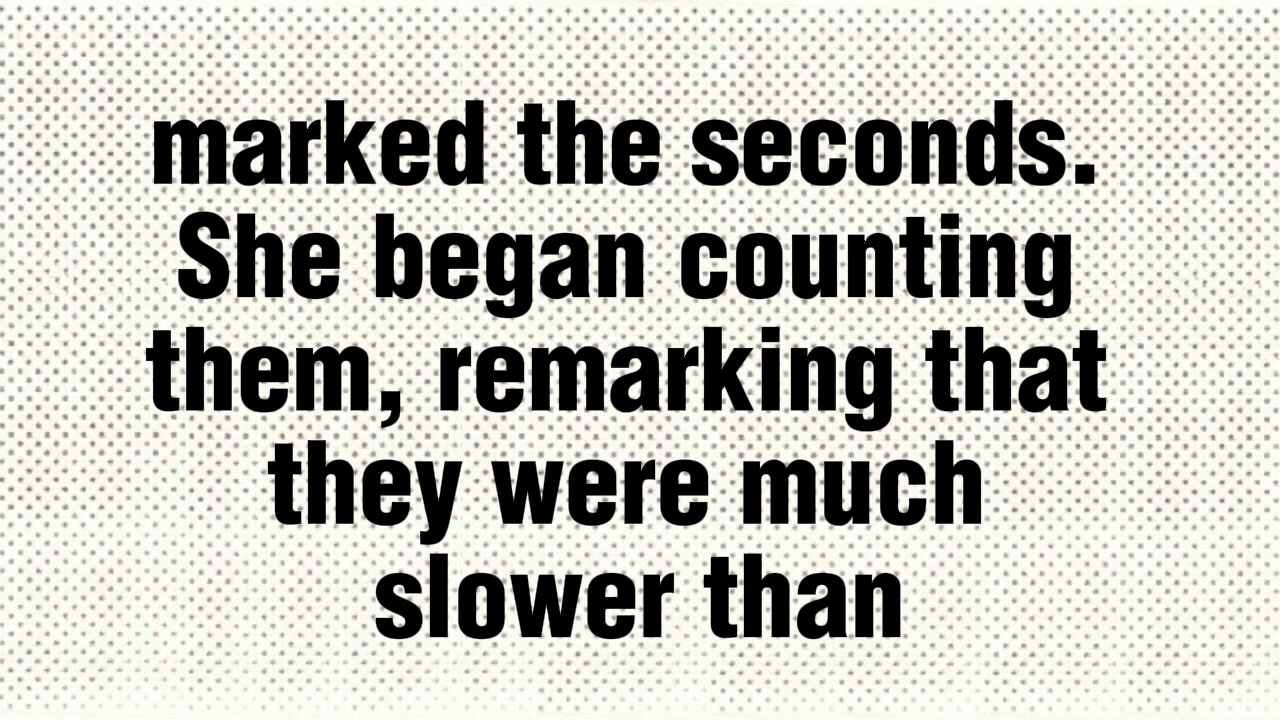 marked the seconds.
She began counting
them, remarking that
they were much
slower than